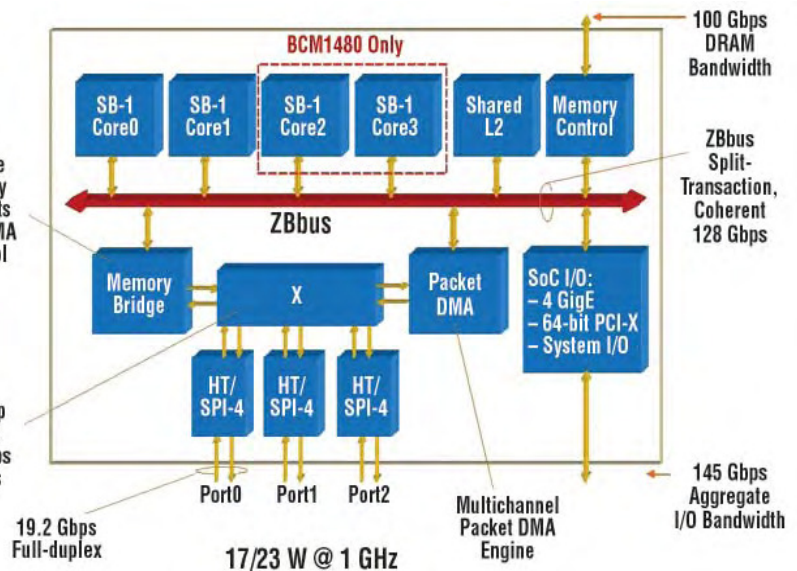 100 Gbps
DRAM
Bandwidth
BCM1480 Only
SB-1
Core0
SB-1
Core1
SB-1
Core2
SB-1
Core3
Shared
L2
Memory
Control
ZBbus
Split-
Transaction,
Coherent
128 Gbps
ZBbus
Memory
Bridge
X
Packet
DMA
SoC I/O:
– 4 GigE
– 64-bit PCI-X
– System I/O
HT/
SPI-4
HT/
SPI-4
HT/
SPI-4
Port0
Port1
Port2
19.2 Gbps
Full-duplex
Multichannel
Packet DMA
Engine
145 Gbps
Aggregate
I/O Bandwidth
17/23 W @ 1 GHz